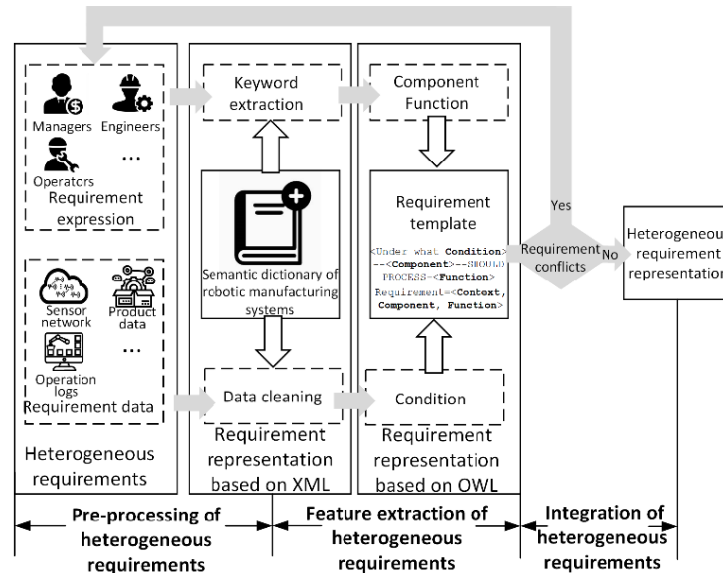 Managers
Engineers
Operators
...
Requirement
expression
Sensor
network
Product
data
...
Operation
logs
Requirement data
Heterogeneous
requirements
Keyword
extraction
Semantic dictionary of
robotic manufacturing
systems
Data cleaning
Requirement
representation
based on XML
Component
Function
Requirement
template
<Under what Condition>
--<Component>--SHOULD
PROCESS-<Function>
Requirement=<Context,
Component, Function>
Condition
Requirement
representation
based on OWL
Yes
Requirement
conflicts
No
Heterogeneous
requirement
representation
Pre-processing of
heterogeneous
requirements
Feature extraction of
heterogeneous
requirements
Integration of
heterogeneous
requirements